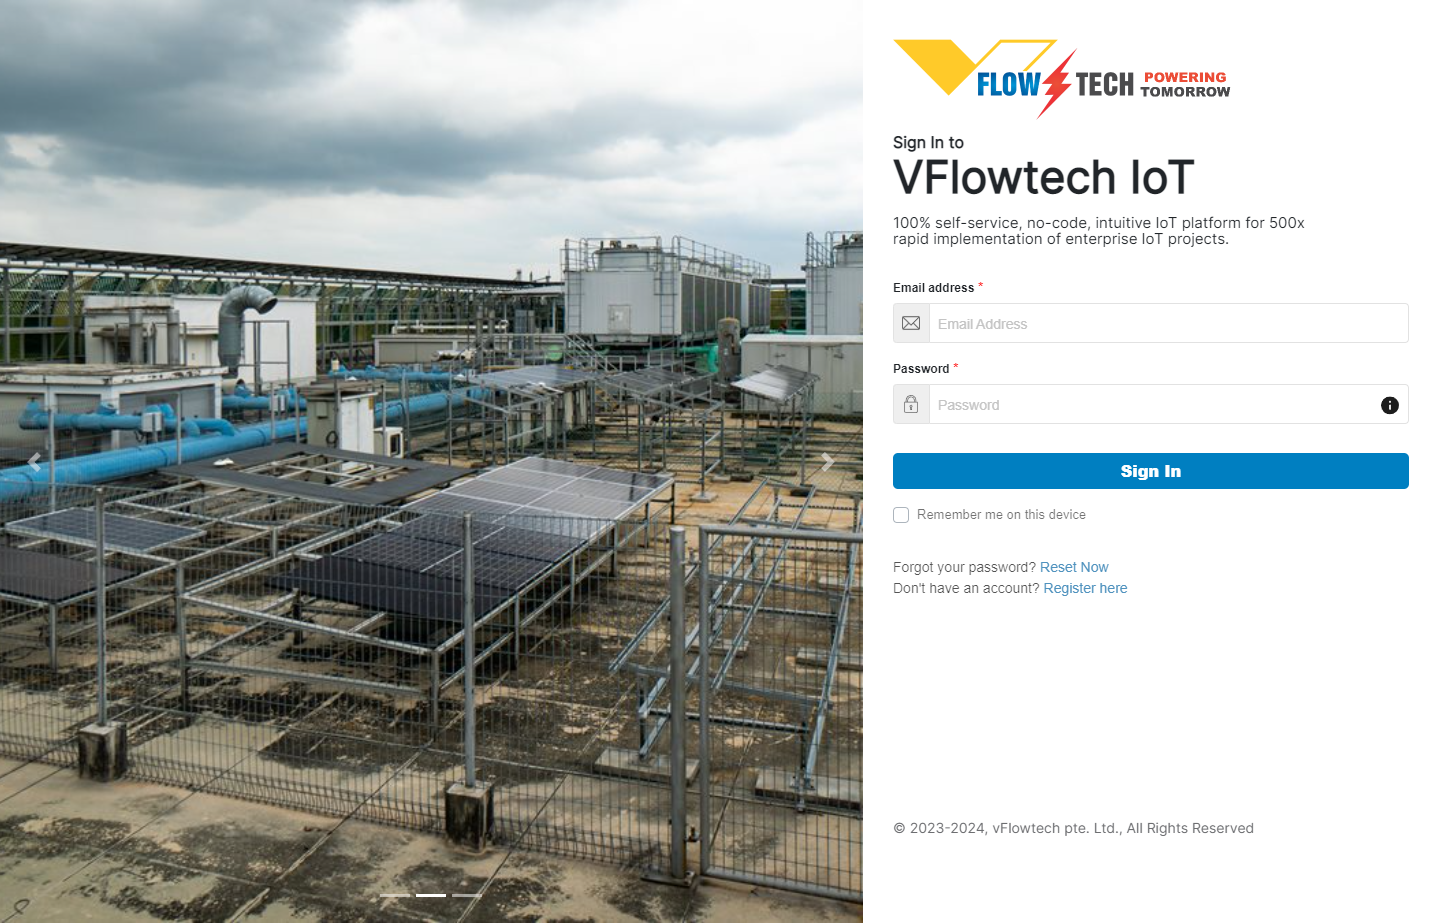 FLOW TECH POWERING
TOMORROW
Sign In to
VFlowtech IoT
100% self-service, no-code, intuitive IoT platform for 500x
rapid implementation of enterprise IoT projects.
Email address *
Email Address
Password *
Password
Sign In
Remember me on this device
Forgot your password? Reset Now
Don't have an account? Register here
© 2023-2024, vFlowtech pte. Ltd., All Rights Reserved